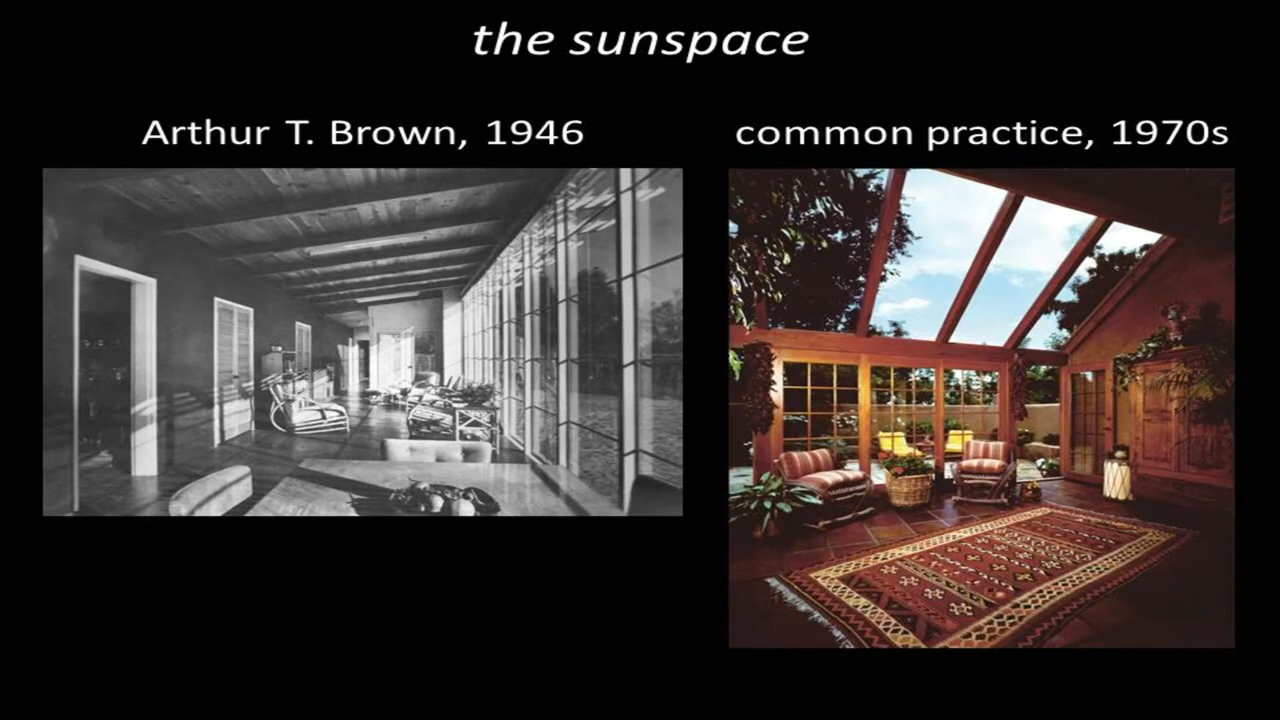 the sunspace
Arthur T. Brown, 1946
common practice, 1970s